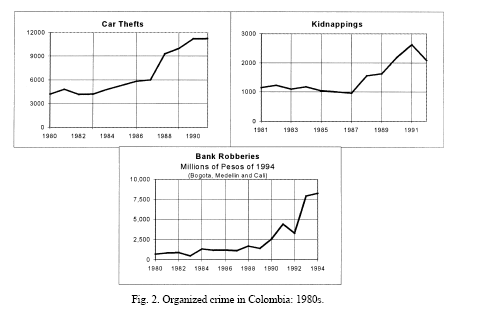 Car Thefts
12000
9000
6000
3000
0
1980 1982 1984 1986 1988 1990
Kidnappings
3000
2000
1000
0
1981 1983 1985 1987 1989 1991
Bank Robberies
Millions of Pesos of 1994
(Bogota, Medellin and Cali)
10,000
7,500
5,000
2,500
0
1980 1982 1984 1986 1988 1990 1992 1994
Fig. 2. Organized crime in Colombia: 1980s.